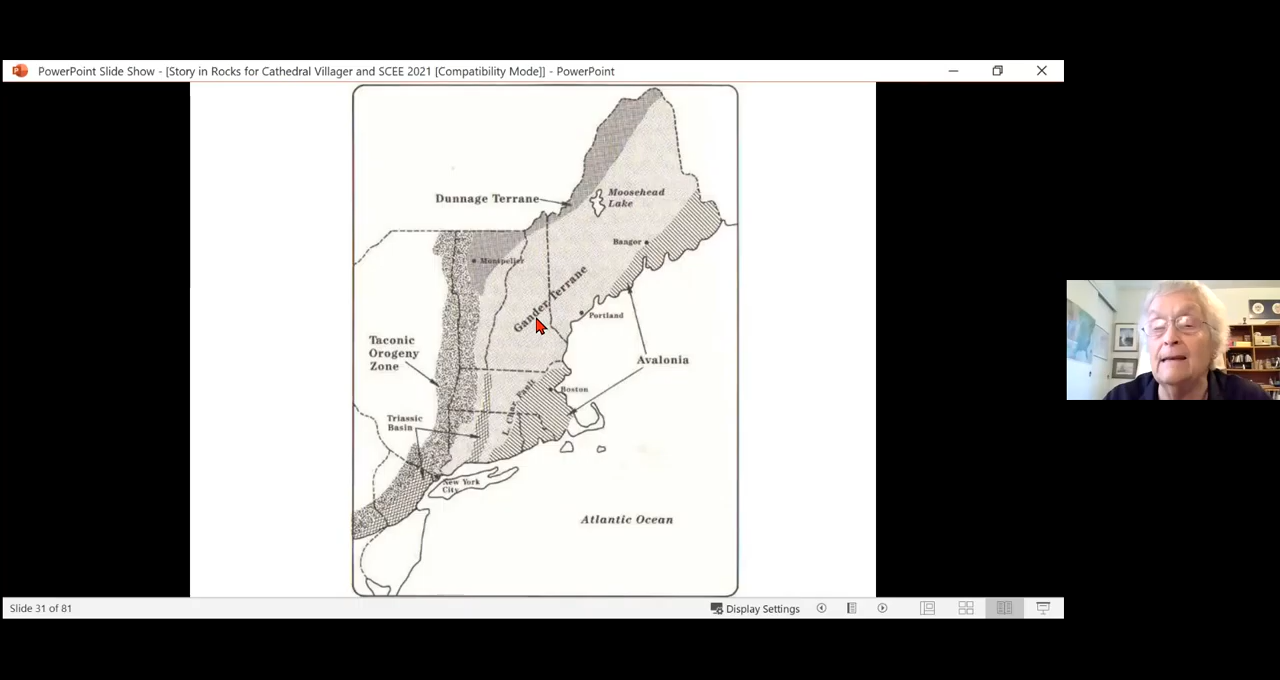 PowerPoint Slide Show - [Story in Rocks for Cathedral Villager and SCEE 2021 [Compatibility Mode]] - PowerPoint
Dunnage Terrane
Moosehead
Lake
Bangor
Montpelier
Gander Terrane
Portland
Taconic
Orogeny
Zone
Avalonia
Boston
L. Char. Fault
Triassic
Basin
New York
City
Atlantic Ocean
Slide 31 of 81
Display Settings